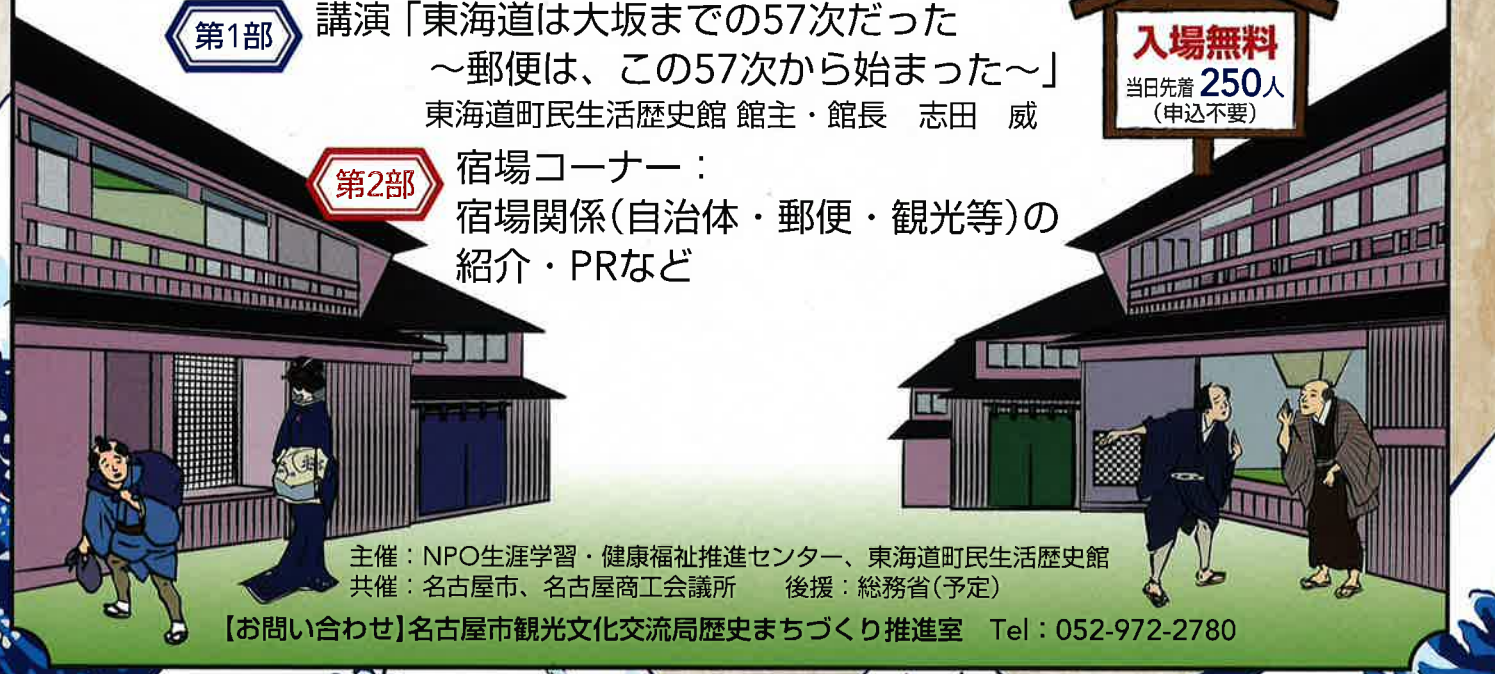 第1部
講演「東海道は大坂までの57次だった
～郵便は、この57次から始まった～」
東海道町民生活歴史館 館主・館長　志田　威
入場無料
当日先着250人
（申込不要）
第2部
宿場コーナー：
宿場関係（自治体・郵便・観光等）の
紹介・PRなど
主催：NPO生涯学習・健康福祉推進センター、東海道町民生活歴史館
共催：名古屋市、名古屋商工会議所　　後援：総務省（予定）
【お問い合わせ】名古屋市観光文化交流局歴史まちづくり推進室　Tel：052-972-2780